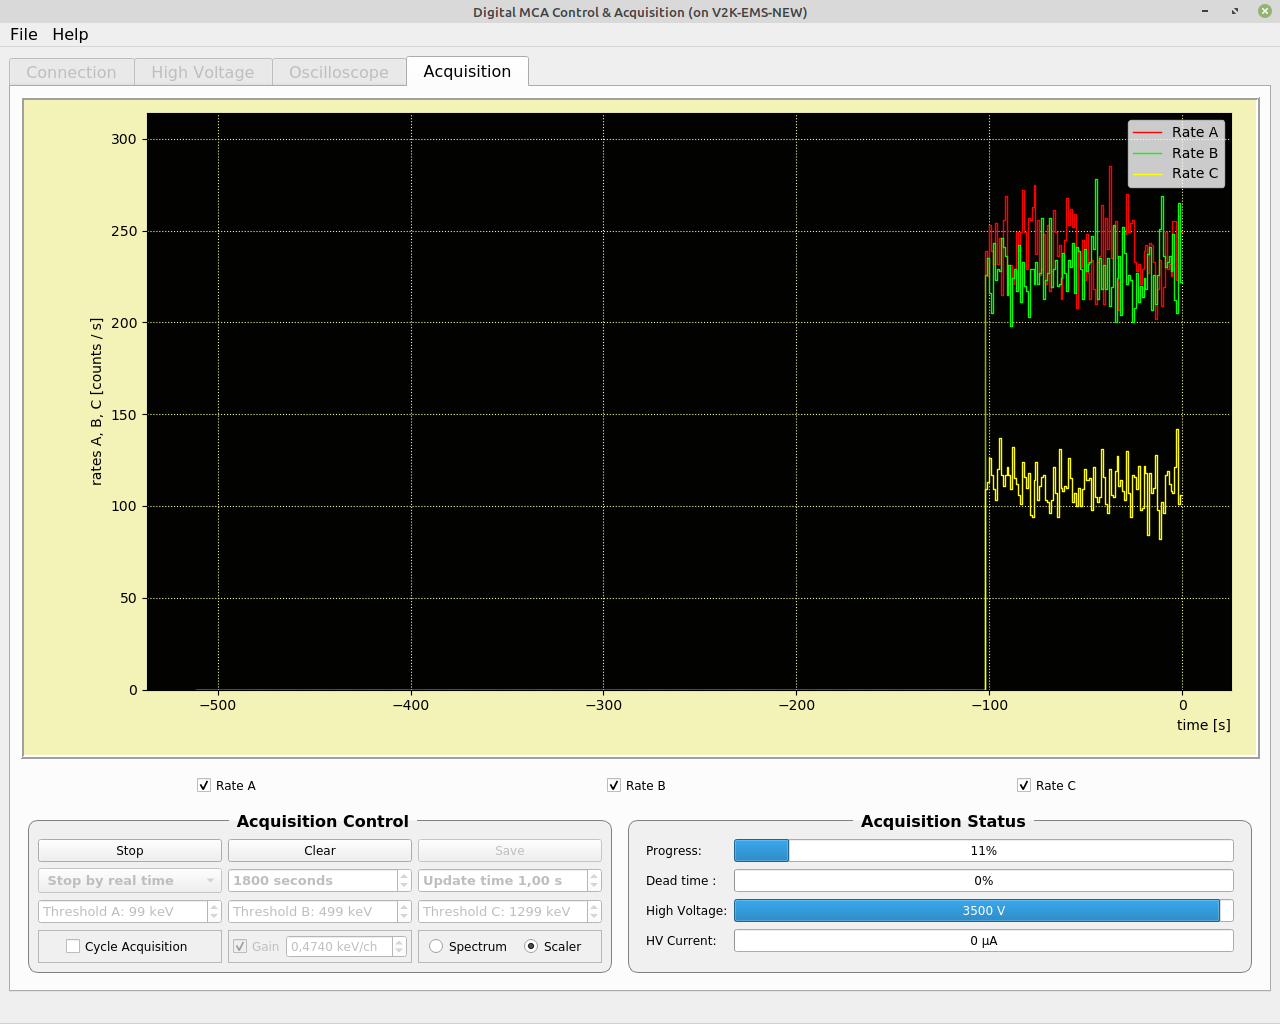 Digital MCA Control & Acquisition (on V2K-EMS-NEW)
File Help
Connection High Voltage Oscilloscope Acquisition
300
250
200
150
100
50
0
rates A, B, C [counts / s]
Rate A
Rate B
Rate C
−500 −400 −300 −200 −100 0
time [s]
Rate A Rate B Rate C
Acquisition Control
Stop Clear Save
Stop by real time 1800 seconds Update time 1,00 s
Threshold A: 99 keV Threshold B: 499 keV Threshold C: 1299 keV
Cycle Acquisition Gain 0,4740 keV/ch Spectrum Scaler
Acquisition Status
Progress: 11%
Dead time : 0%
High Voltage: 3500 V
HV Current: 0 µA